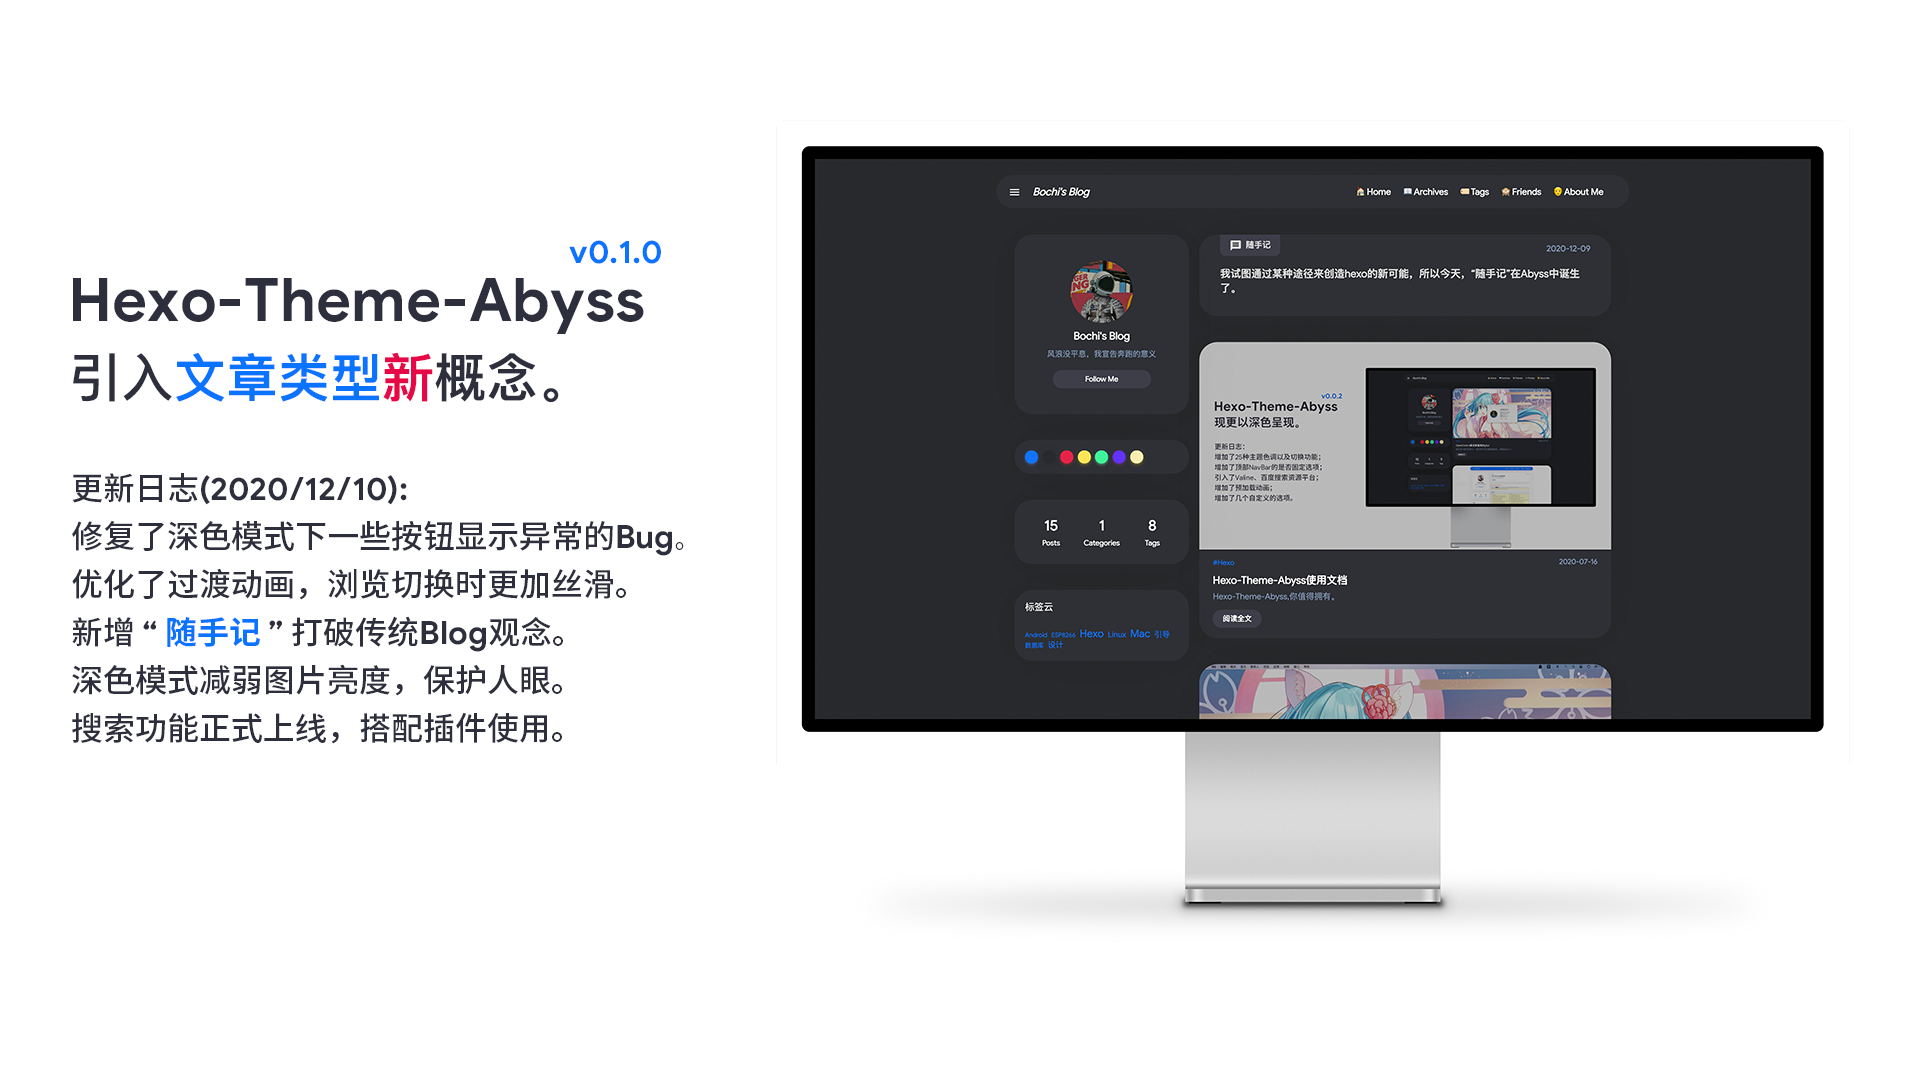 v0.1.0
Hexo-Theme-Abyss
引入文章类型新概念。
更新日志(2020/12/10):
修复了深色模式下一些按钮显示异常的Bug。
优化了过渡动画，浏览切换时更加丝滑。
新增“随手记”打破传统Blog观念。
深色模式减弱图片亮度，保护人眼。
搜索功能正式上线，搭配插件使用。
Bochi's Blog
Home Archives Tags Friends About Me
Bochi's Blog
风浪没平息，我宣告奔跑的意义
Follow Me
15 1 8
Posts Categories Tags
标签云
Android ESP8266 Hexo Linux Mac 引导
数据库 设计
随手记 2020-12-09
我试图通过某种途径来创造hexo的新可能，所以今天，“随手记”在Abyss中诞生
了。
v0.0.2
Hexo-Theme-Abyss
现更以深色呈现。
更新日志：
增加了25种主题色调以及切换功能；
增加了顶部NavBar的是否固定选项；
引入了Valine、百度搜索资源平台；
增加了预加载动画；
增加了几个自定义的选项。
#Hexo 2020-07-16
Hexo-Theme-Abyss使用文档
Hexo-Theme-Abyss,你值得拥有。
阅读全文